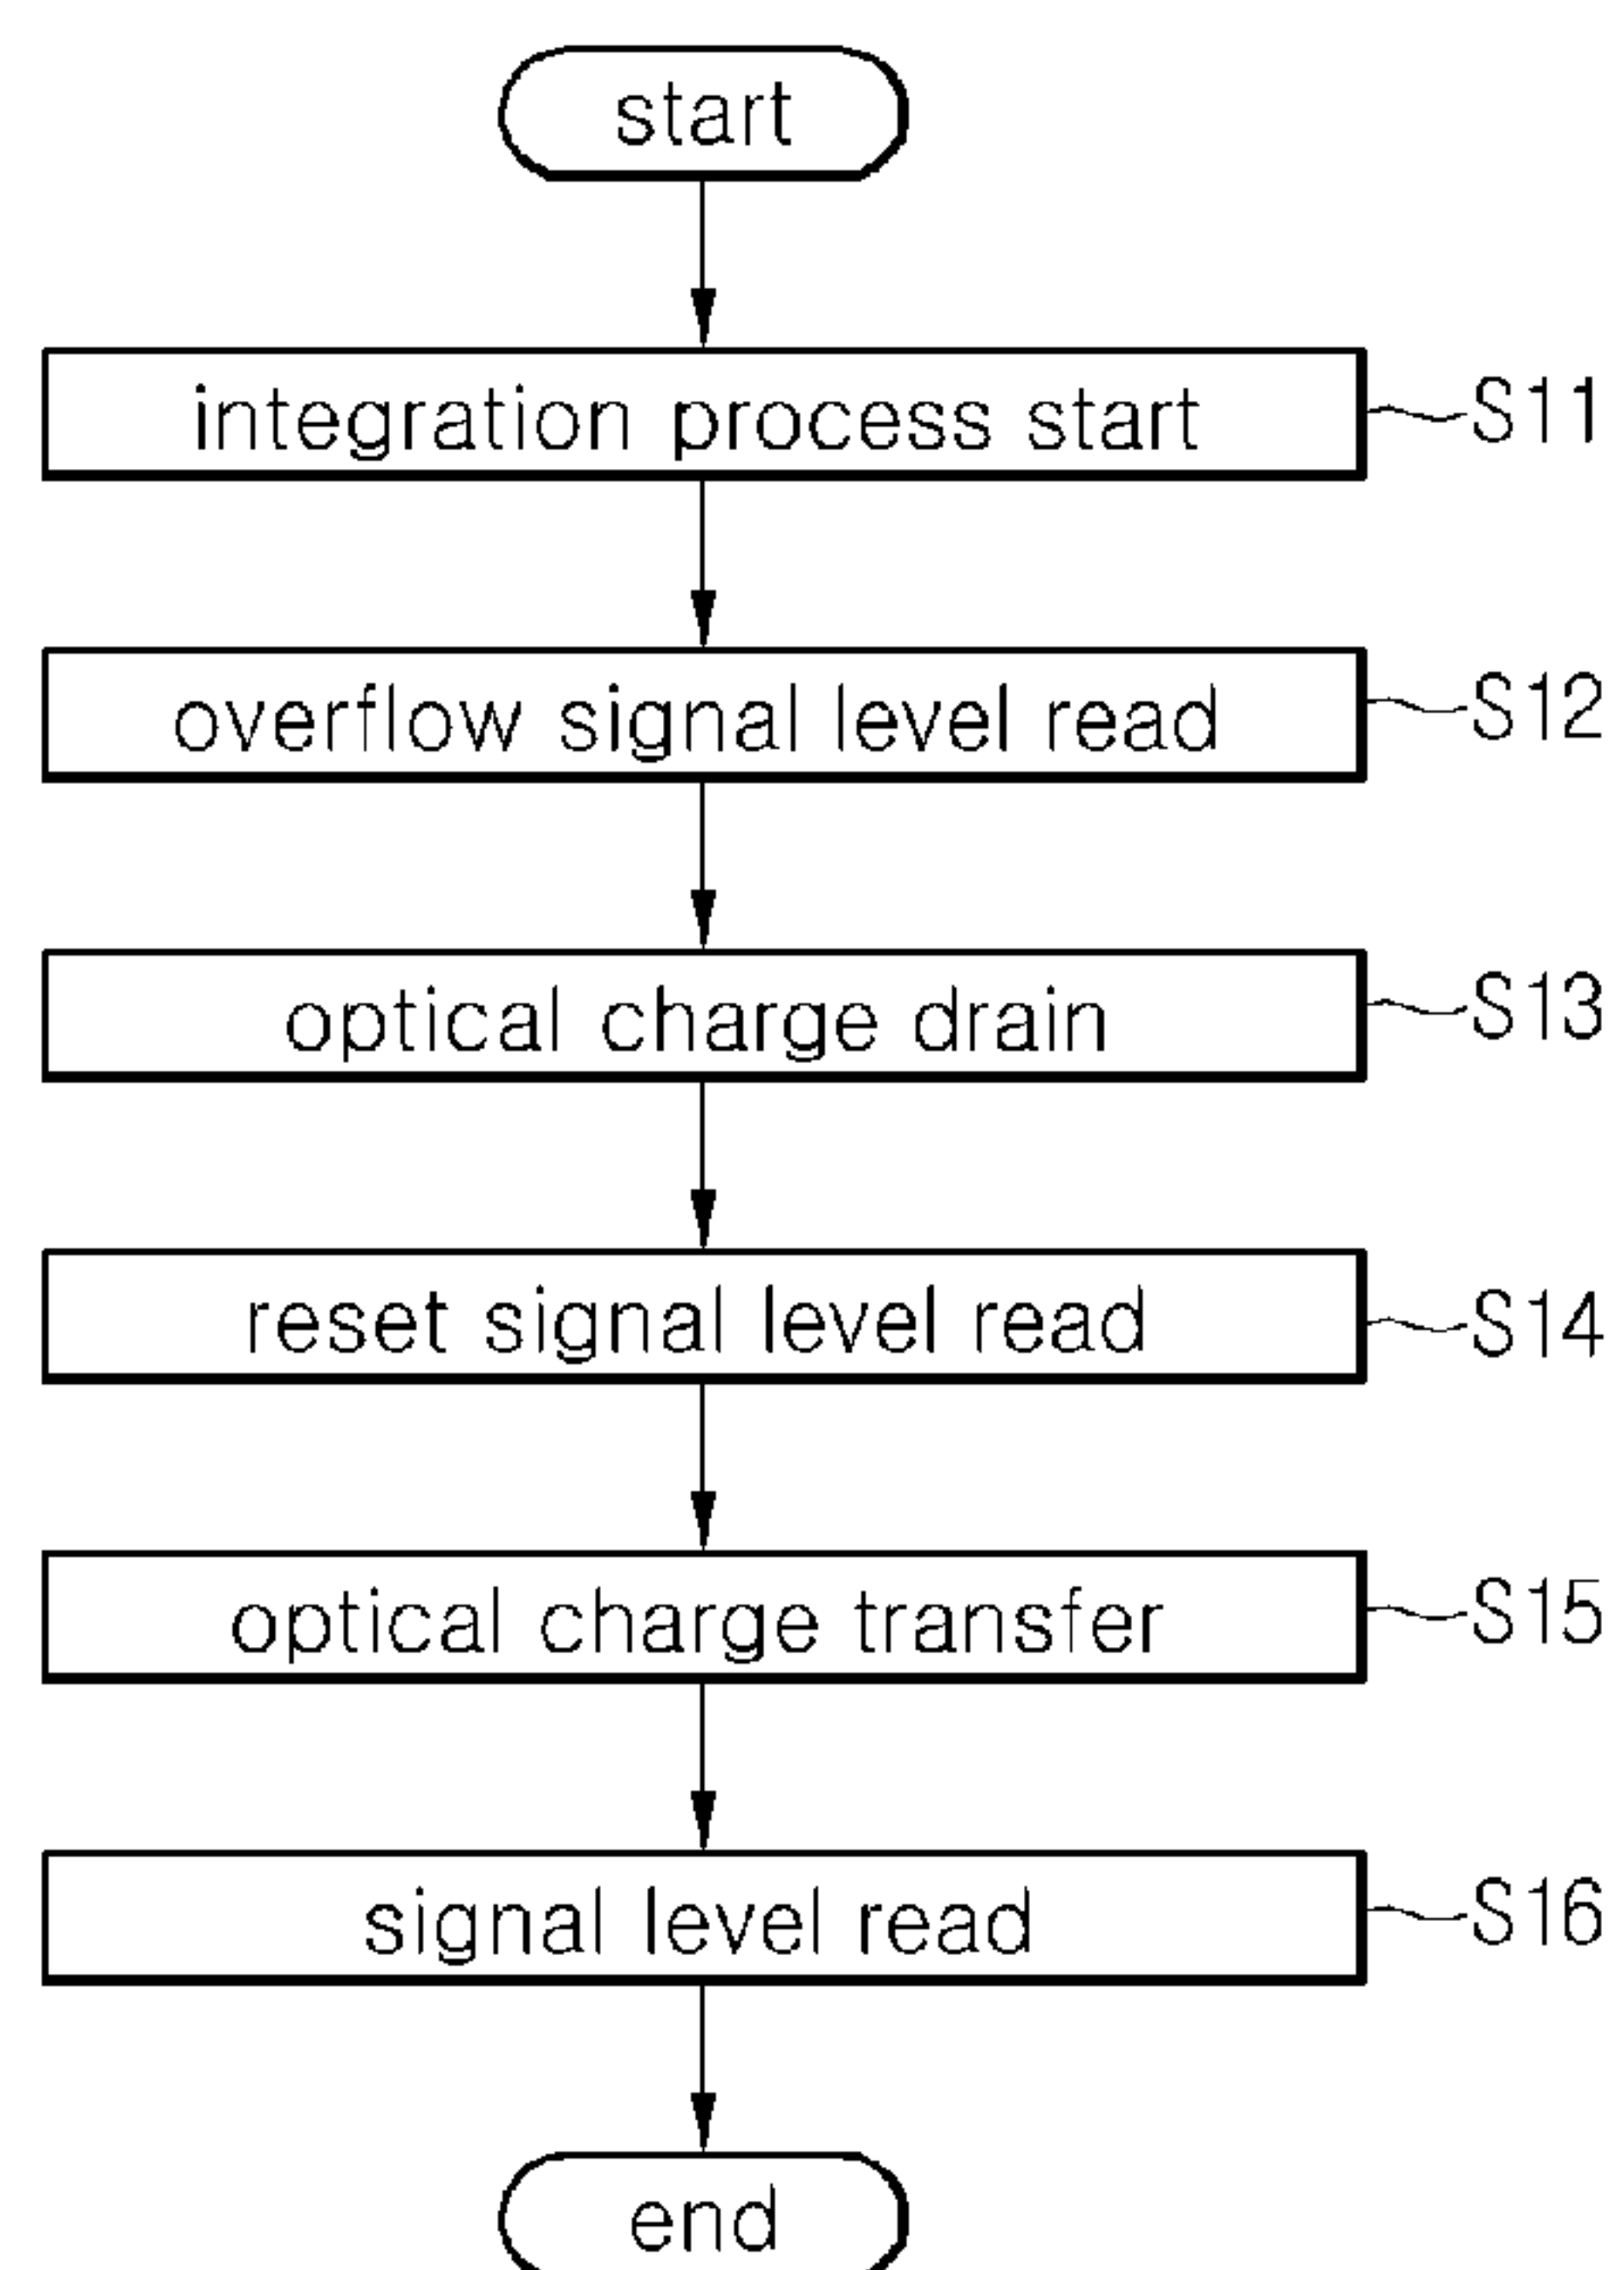 start
integration process start S11
overflow signal level read S12
optical charge drain S13
reset signal level read S14
optical charge transfer S15
signal level read S16
end